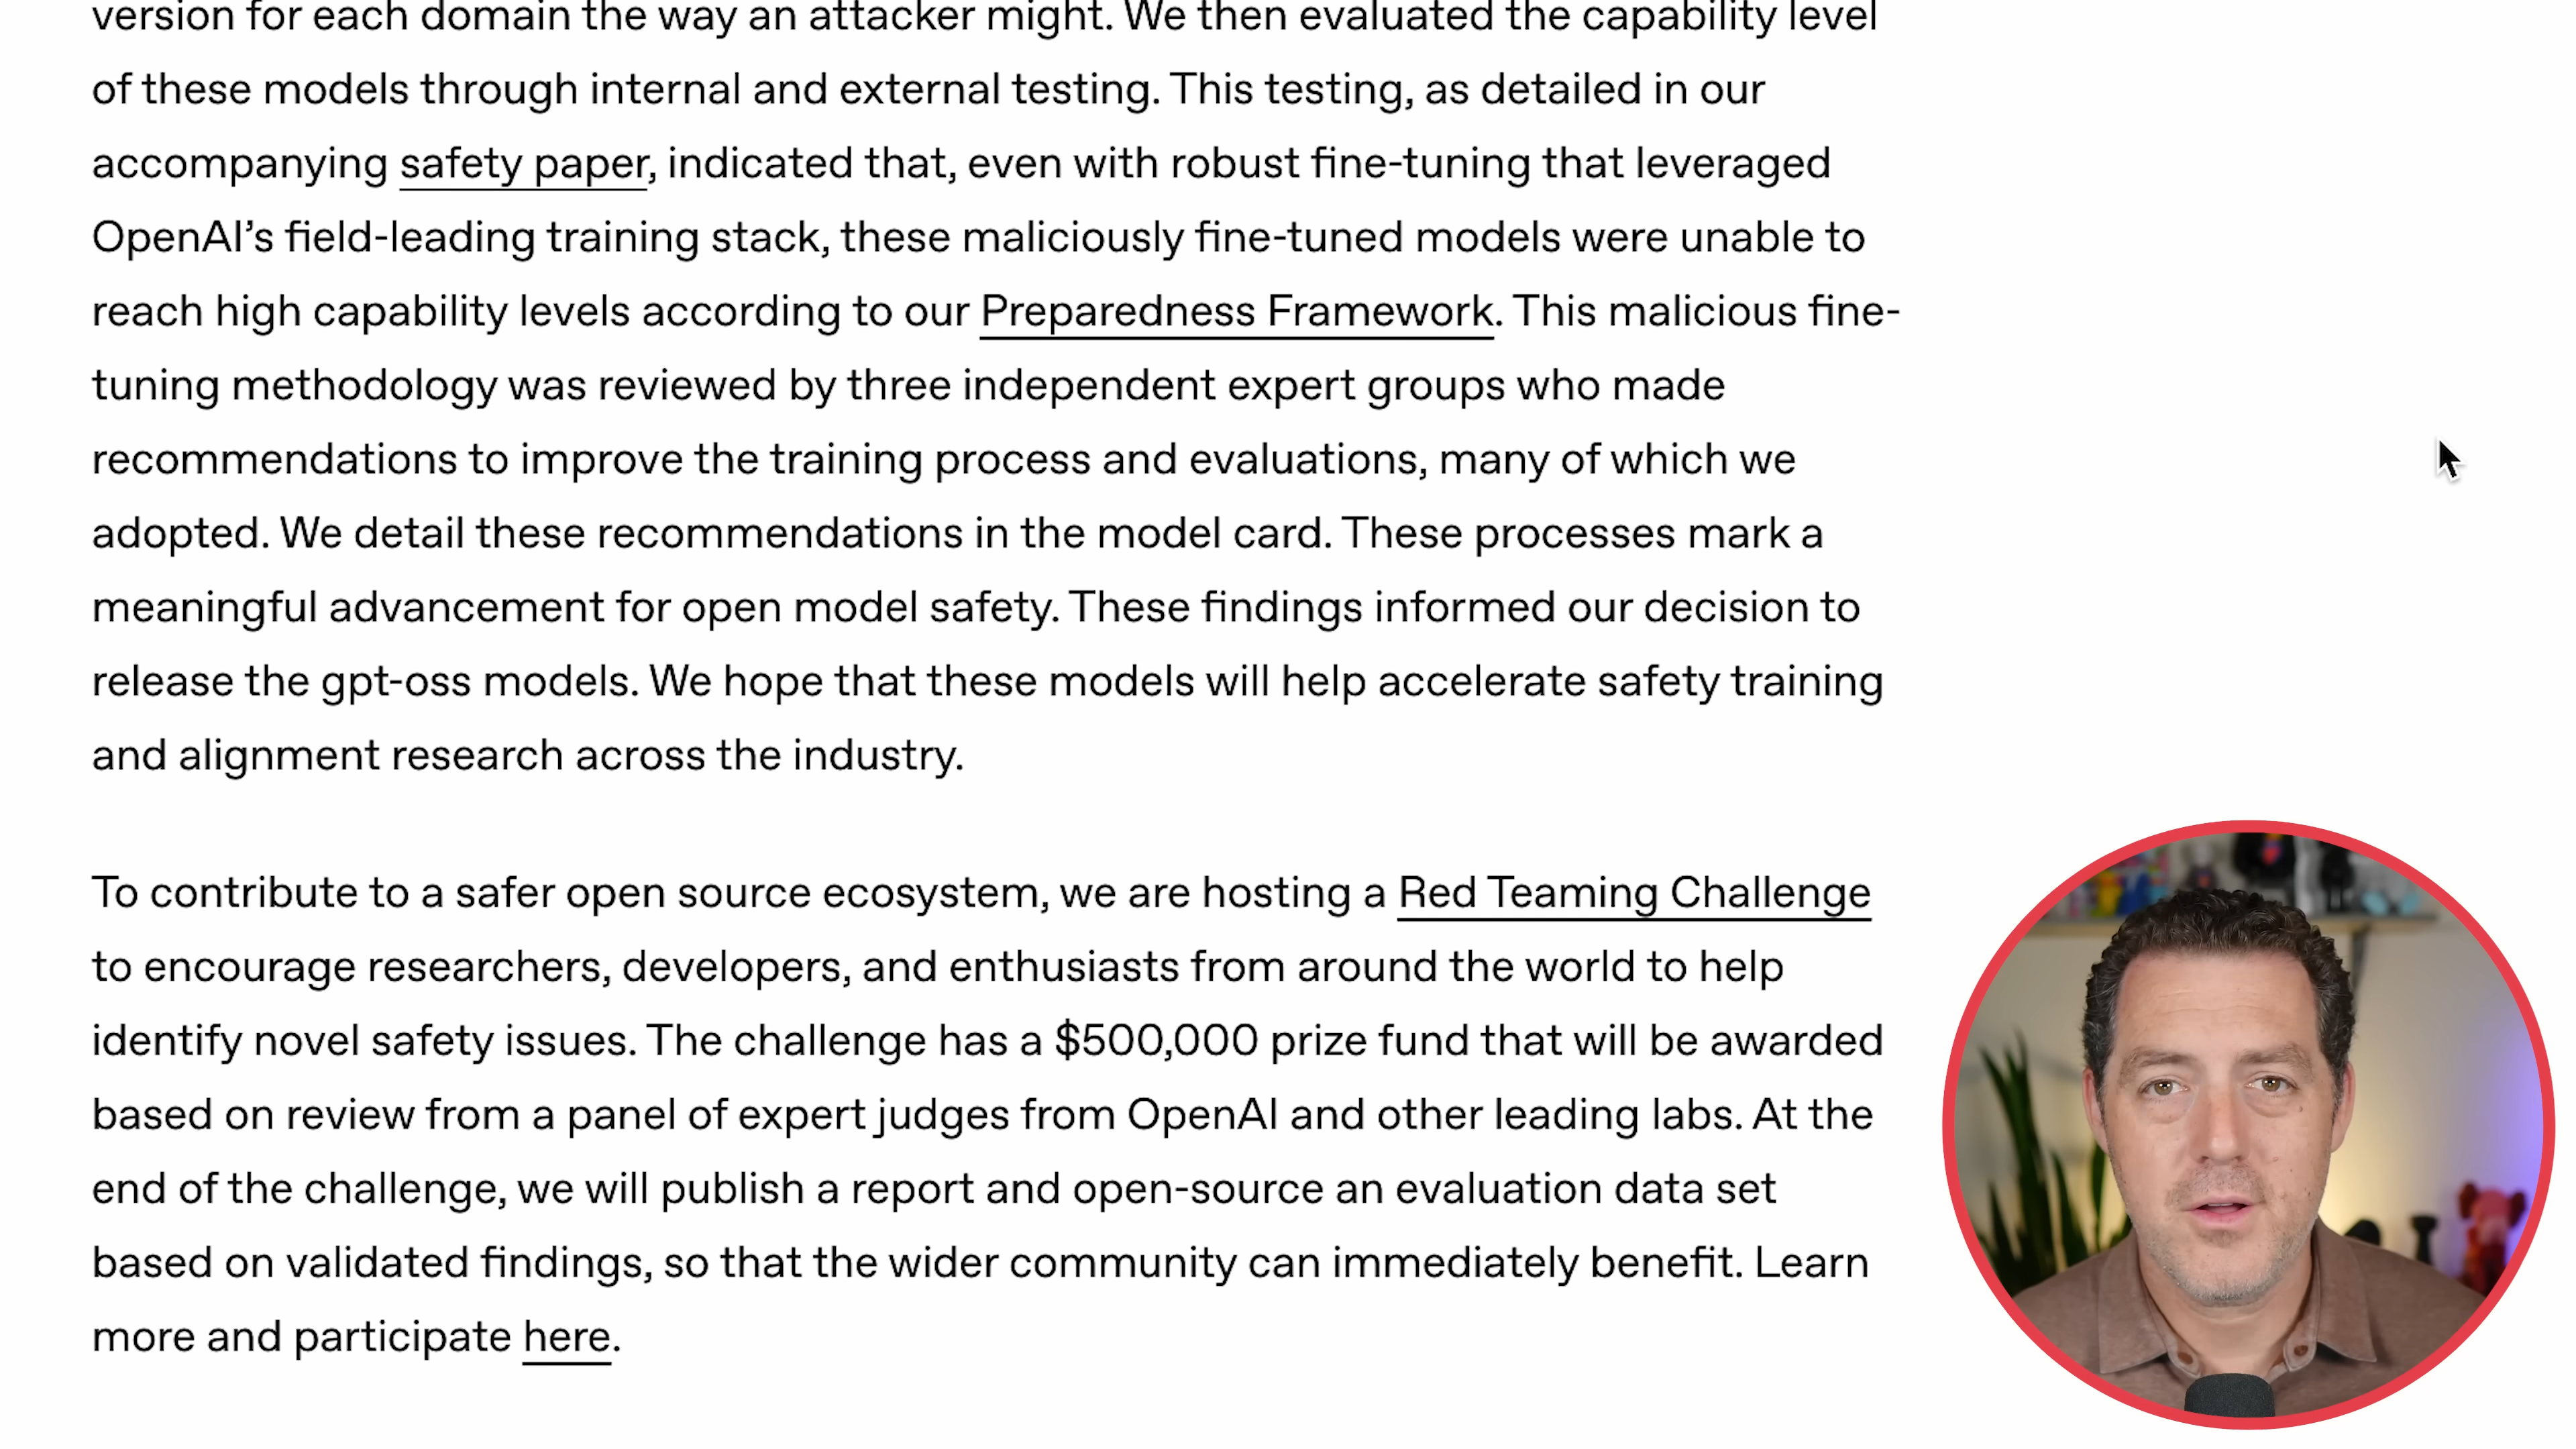 version for each domain the way an attacker might. We then evaluated the capability level
of these models through internal and external testing. This testing, as detailed in our
accompanying safety paper, indicated that, even with robust fine-tuning that leveraged
OpenAI’s field-leading training stack, these maliciously fine-tuned models were unable to
reach high capability levels according to our Preparedness Framework. This malicious fine-
tuning methodology was reviewed by three independent expert groups who made
recommendations to improve the training process and evaluations, many of which we
adopted. We detail these recommendations in the model card. These processes mark a
meaningful advancement for open model safety. These findings informed our decision to
release the gpt-oss models. We hope that these models will help accelerate safety training
and alignment research across the industry.
To contribute to a safer open source ecosystem, we are hosting a Red Teaming Challenge
to encourage researchers, developers, and enthusiasts from around the world to help
identify novel safety issues. The challenge has a $500,000 prize fund that will be awarded
based on review from a panel of expert judges from OpenAI and other leading labs. At the
end of the challenge, we will publish a report and open-source an evaluation data set
based on validated findings, so that the wider community can immediately benefit. Learn
more and participate here.